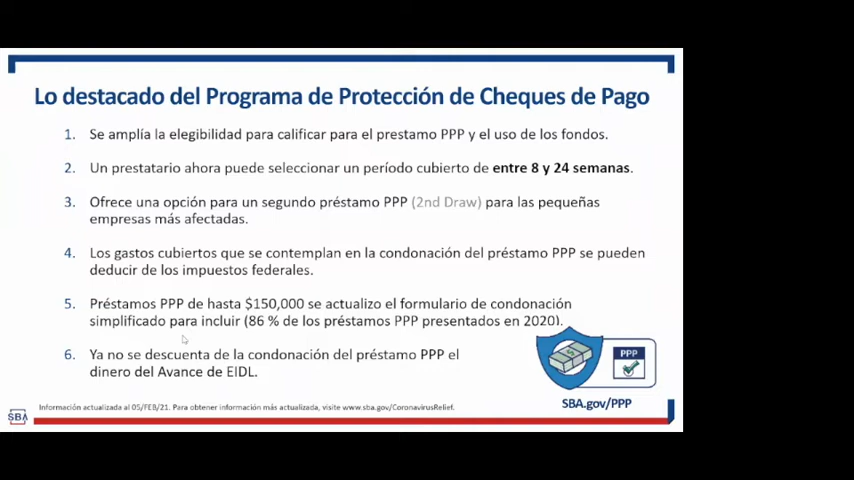 Lo destacado del Programa de Protección de Cheques de Pago
1. Se amplía la elegibilidad para calificar para el prestamo PPP y el uso de los fondos.
2. Un prestatario ahora puede seleccionar un período cubierto de entre 8 y 24 semanas.
3. Ofrece una opción para un segundo préstamo PPP (2nd Draw) para las pequeñas
empresas más afectadas.
4. Los gastos cubiertos que se contemplan en la condonación del préstamo PPP se pueden
deducir de los impuestos federales.
5. Préstamos PPP de hasta $150,000 se actualizo el formulario de condonación
simplificado para incluir (86 % de los préstamos PPP presentados en 2020).
6. Ya no se descuenta de la condonación del préstamo PPP el
dinero del Avance de EIDL.
PPP
SBA.gov/PPP
Información actualizada al 05/FEB/21. Para obtener información más actualizada, visite www.sba.gov/CoronavirusRelief.
SBA